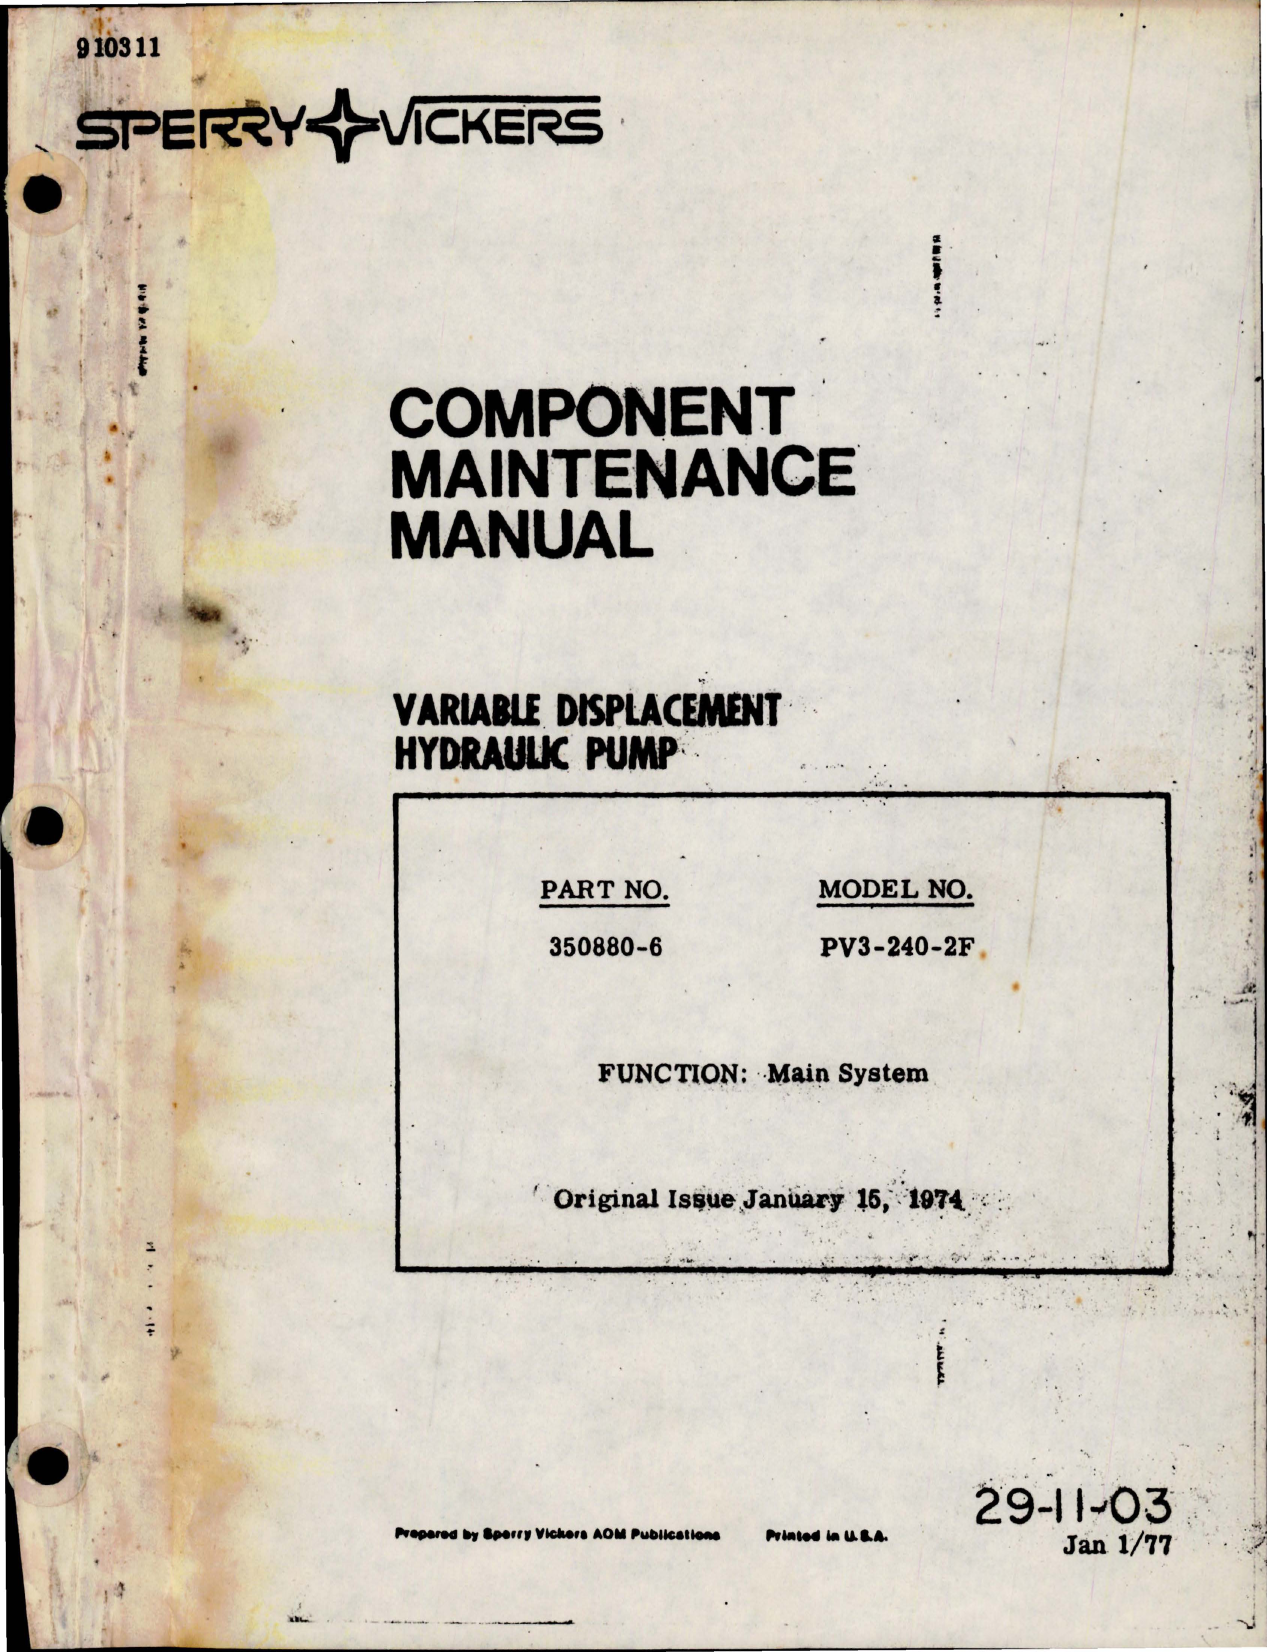 910311
SPERRY VICKERS
COMPONENT
MAINTENANCE
MANUAL
VARIABLE DISPLACEMENT
HYDRAULIC PUMP
PART NO. MODEL NO.
350880-6 PV3-240-2F
FUNCTION: Main System
Original Issue January 15, 1974
29-11-03
Prepared by Sperry Vickers AOM Publications Printed in U.S.A.
Jan 1/77